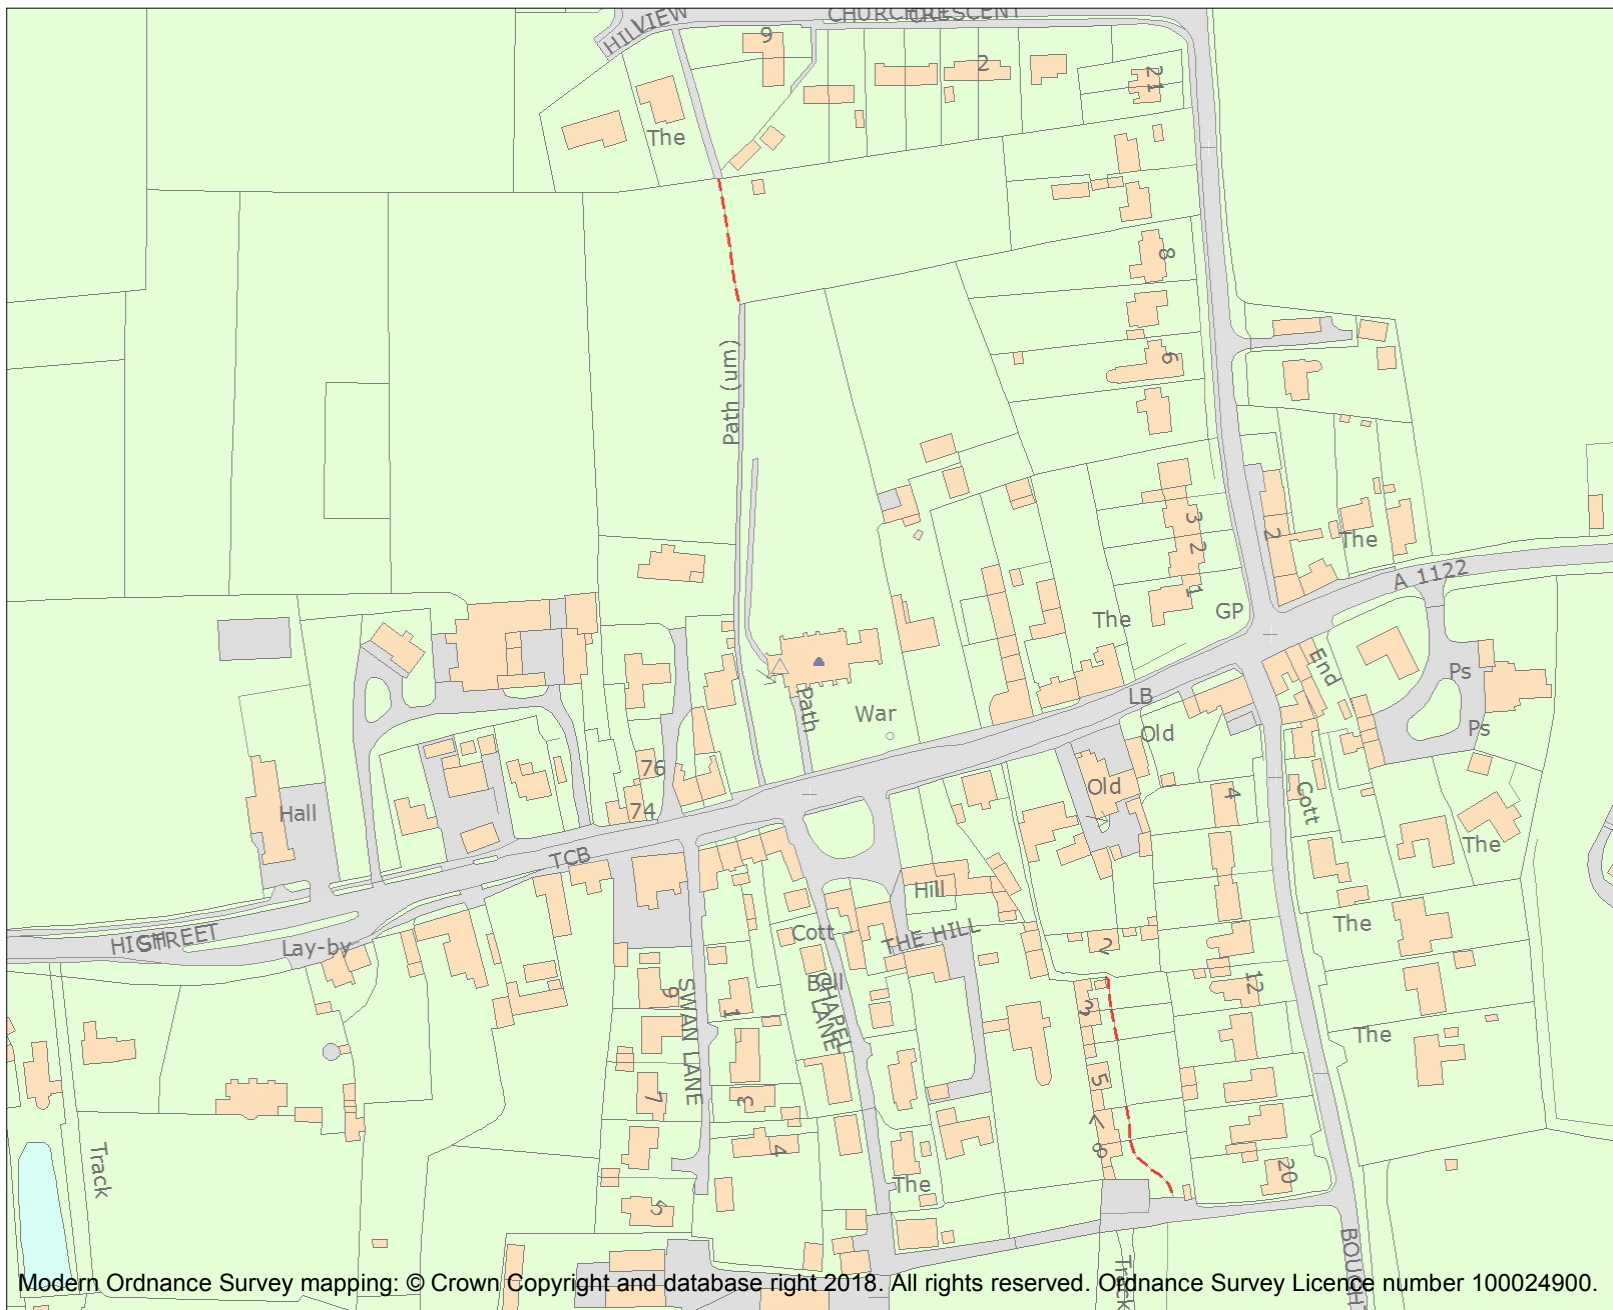 HILLVIEW
CHURCH CRESCENT
9
2
21
The
8
6
Path (um)
3
2
1
2
The
A 1122
The
GP
End
Ps
Ps
LB
Old
Path
War
76
74
Hall
Old
4
Cott
The
TCB
Hill
HIGH STREET
Lay-by
Cott
THE HILL
2
The
Bell
9
1
SWAN LANE
CHAPEL LANE
3
12
The
5
7
3
7
8
4
20
Track
The
5
Track
Modern Ordnance Survey mapping: © Crown Copyright and database right 2018. All rights reserved. Ordnance Survey Licence number 100024900.